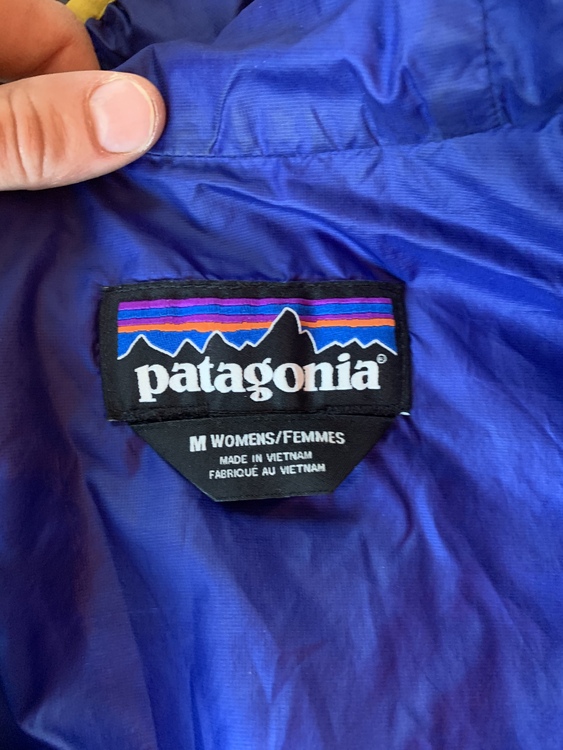 patagonia®
M WOMENS/FEMMES
MADE IN VIETNAM
FABRIQUÉ AU VIETNAM